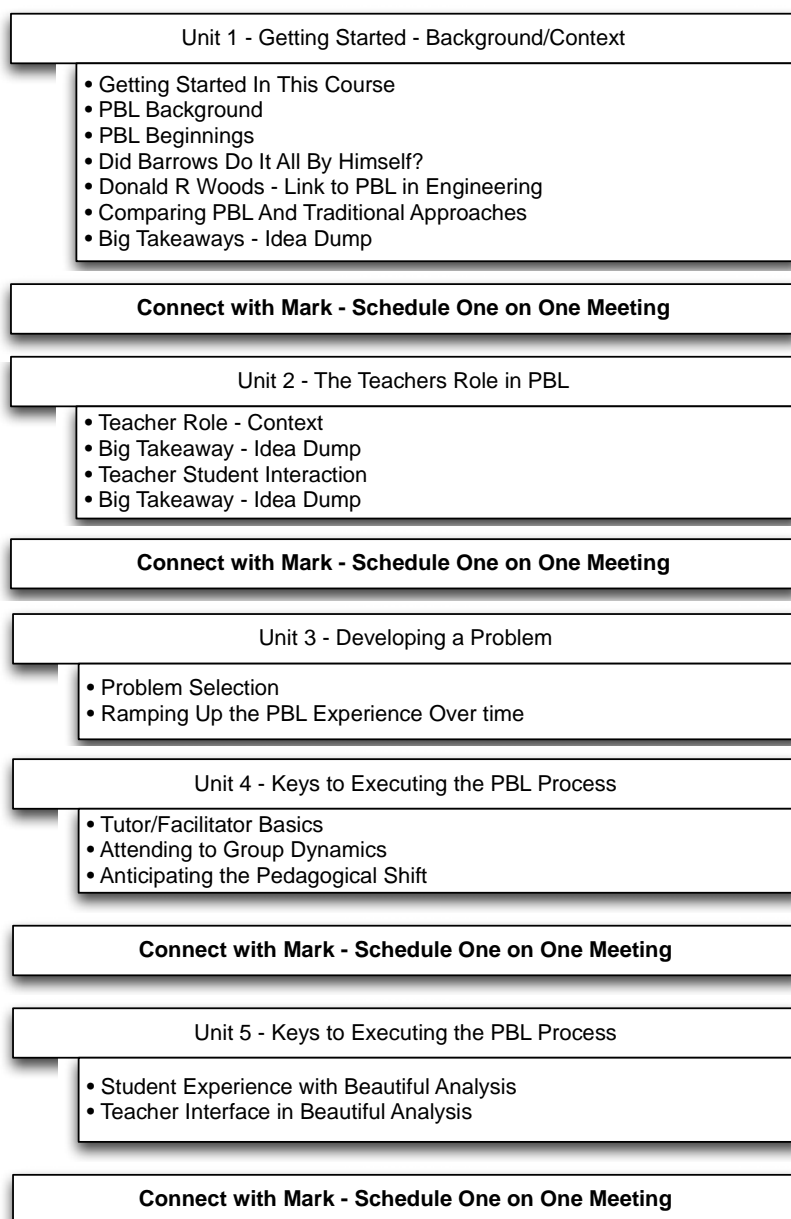 Unit 1 - Getting Started - Background/Context
• Getting Started In This Course
• PBL Background
• PBL Beginnings
• Did Barrows Do It All By Himself?
• Donald R Woods - Link to PBL in Engineering
• Comparing PBL And Traditional Approaches
• Big Takeaways - Idea Dump
Connect with Mark - Schedule One on One Meeting
Unit 2 - The Teachers Role in PBL
• Teacher Role - Context
• Big Takeaway - Idea Dump
• Teacher Student Interaction
• Big Takeaway - Idea Dump
Connect with Mark - Schedule One on One Meeting
Unit 3 - Developing a Problem
• Problem Selection
• Ramping Up the PBL Experience Over time
Unit 4 - Keys to Executing the PBL Process
• Tutor/Facilitator Basics
• Attending to Group Dynamics
• Anticipating the Pedagogical Shift
Connect with Mark - Schedule One on One Meeting
Unit 5 - Keys to Executing the PBL Process
• Student Experience with Beautiful Analysis
• Teacher Interface in Beautiful Analysis
Connect with Mark - Schedule One on One Meeting